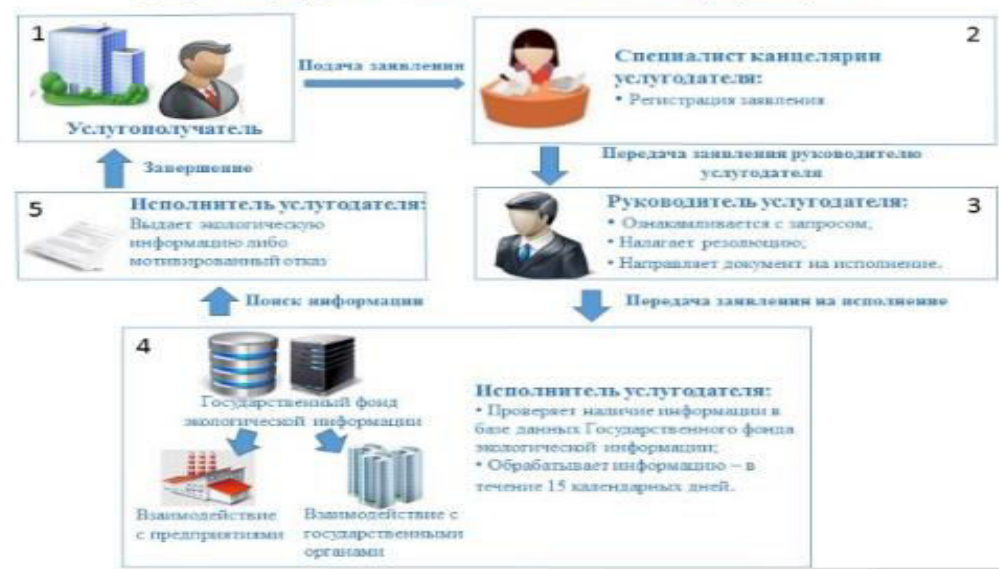 1
Услугополучатель
Подача заявления
2
Специалист канцелярии
услугодателя:
• Регистрация заявления
Передача заявления руководителю
услугодателя
3
Руководитель услугодателя:
• Ознакамливается с запросом;
• Налагает резолюцию;
• Направляет документ на исполнение.
Передача заявления на исполнение
4
Государственный фонд
экологической информации
Взаимодействие
с предприятиями
Взаимодействие с
государственными
органами
Исполнитель услугодателя:
• Проверяет наличие информации в
базе данных Государственного фонда
экологической информации;
• Обрабатывает информацию – в
течение 15 календарных дней.
Поиск информации
5
Исполнитель услугодателя:
Выдает экологическую
информацию либо
мотивированный отказ
Завершение